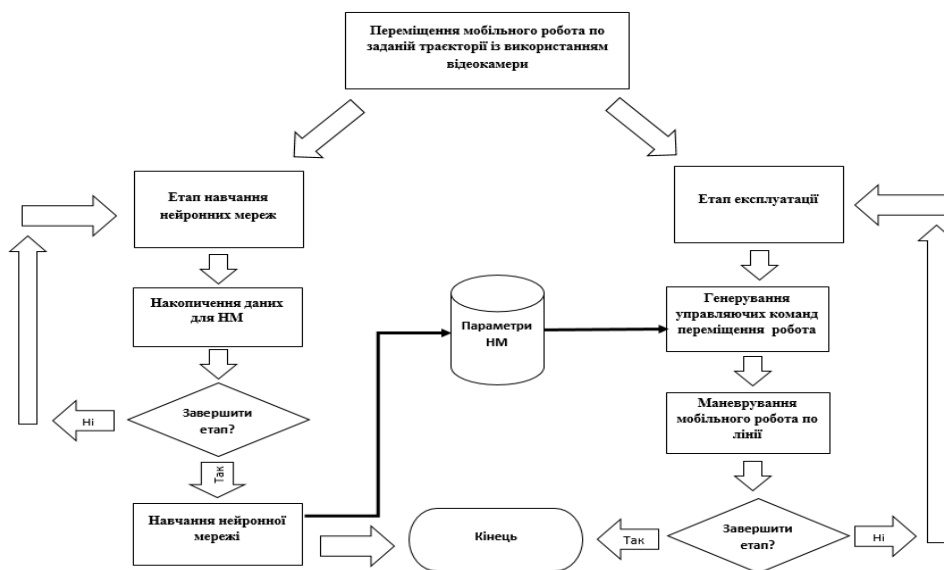 Переміщення мобільного робота по
заданій траєкторії із використанням
відеокамери
Етап навчання
нейронних мереж
Етап експлуатації
Накопичення даних
для НМ
Параметри
НМ
Генерування
управляючих команд
переміщення робота
Завершити
етап?
Ні
Так
Маневрування
мобільного робота по
лінії
Навчання нейронної
мережі
Кінець
Так
Завершити
етап?
Ні